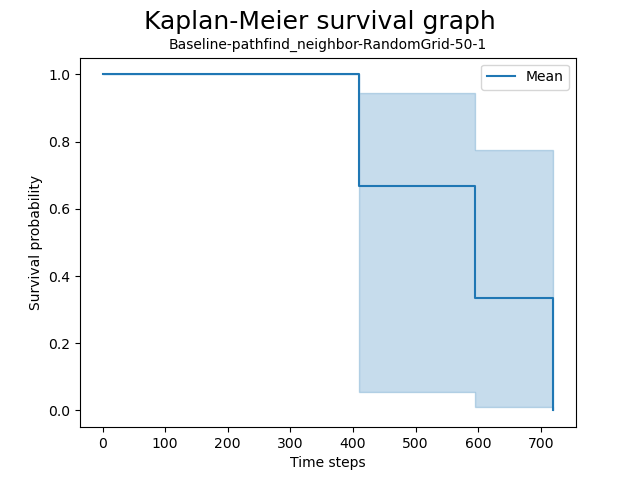 Kaplan-Meier survival graph
Baseline-pathfind_neighbor-RandomGrid-50-1
Mean
Survival probability
1.0
0.8
0.6
0.4
0.2
0.0
0 100 200 300 400 500 600 700
Time steps